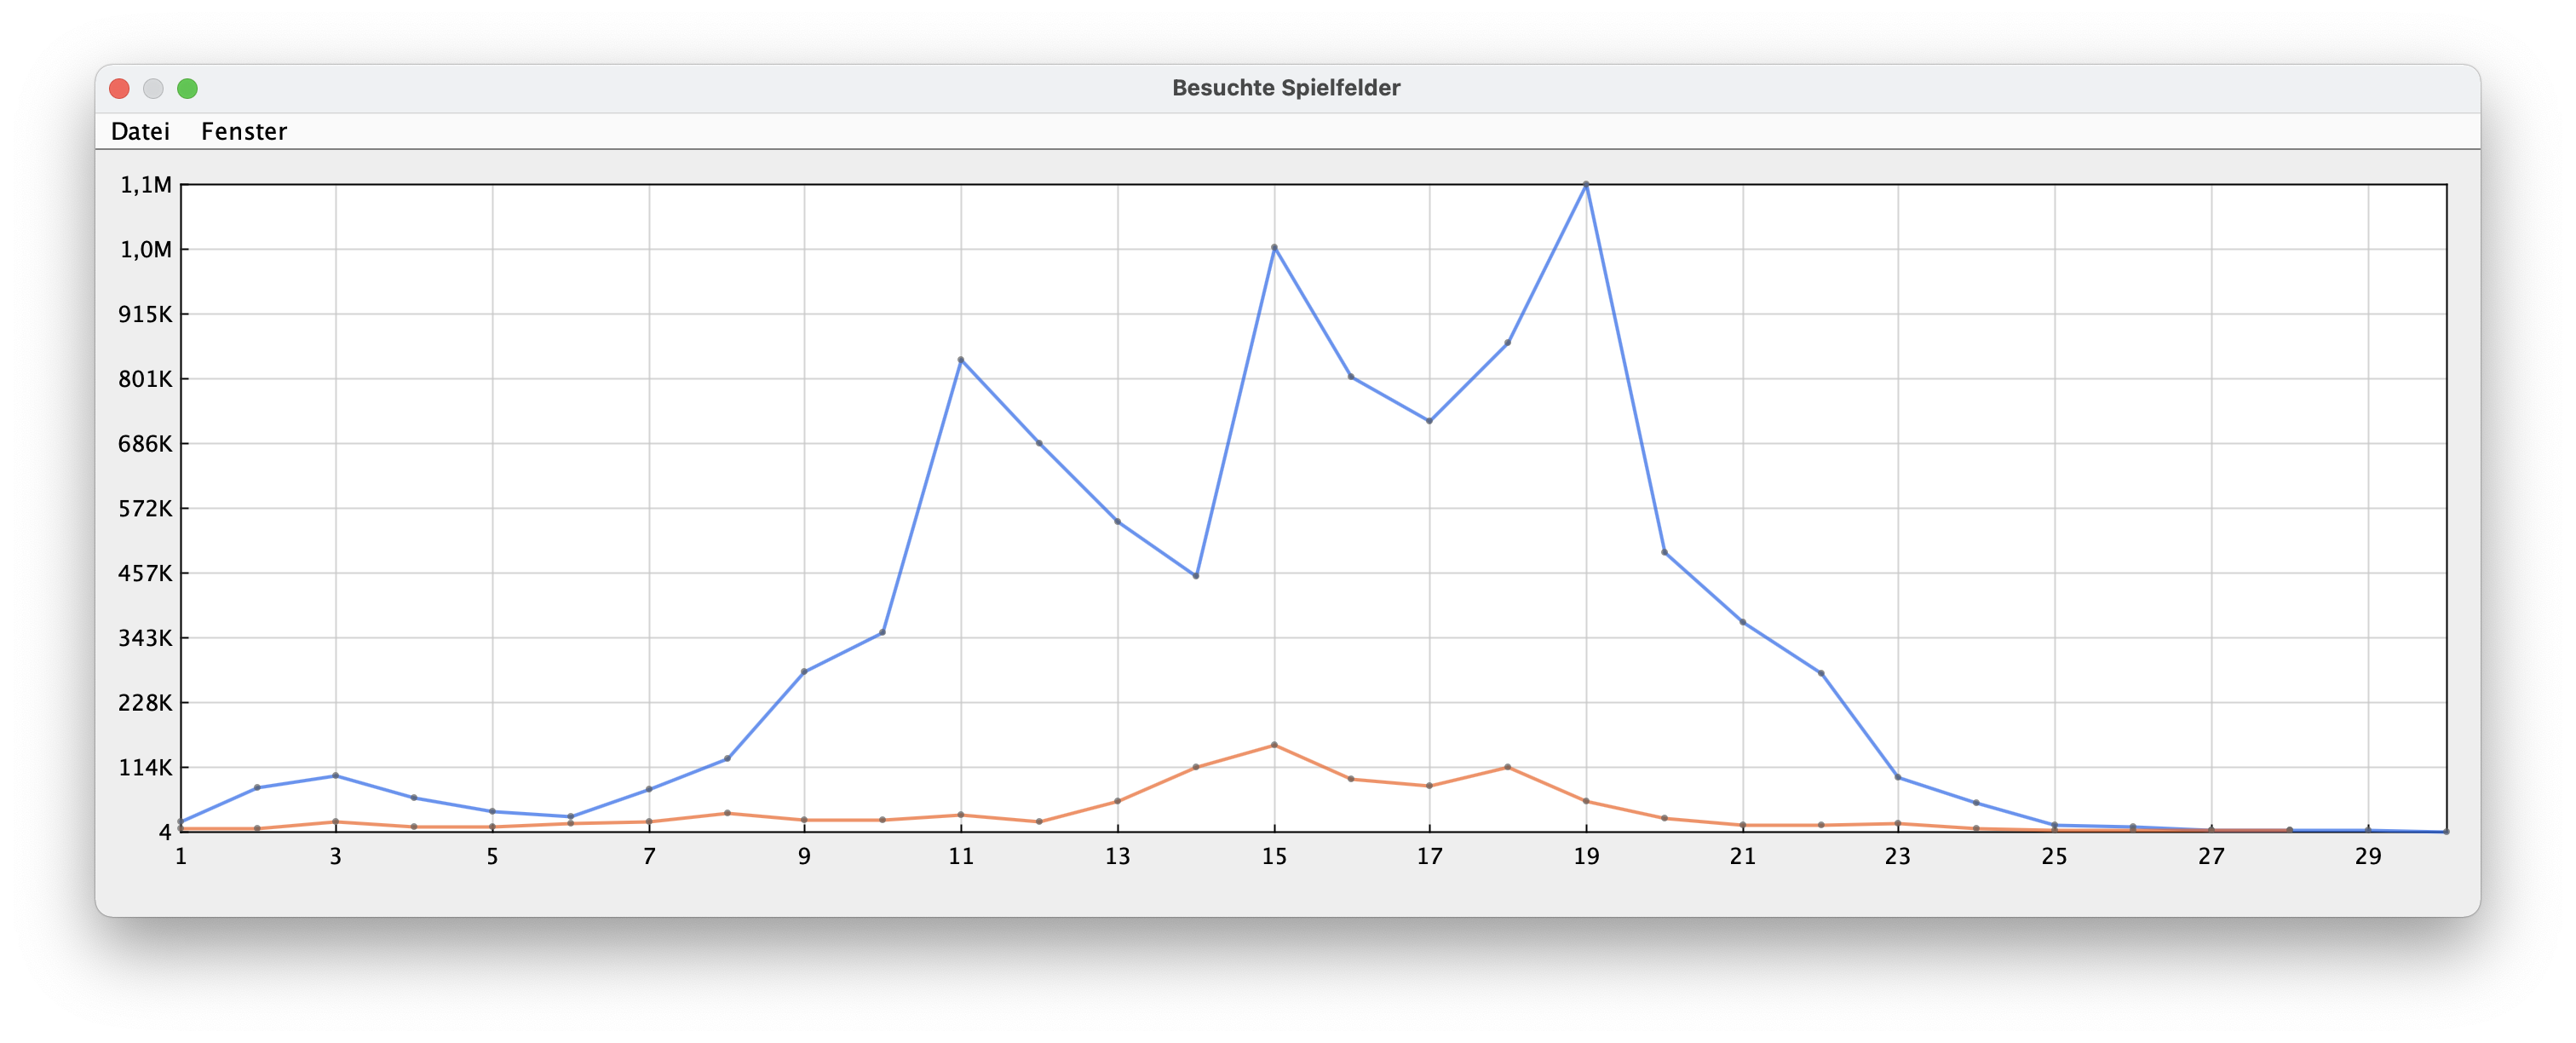 Besuchte Spielfelder
Datei Fenster
1,1M
1,0M
915K
801K
686K
572K
457K
343K
228K
114K
4
1 3 5 7 9 11 13 15 17 19 21 23 25 27 29